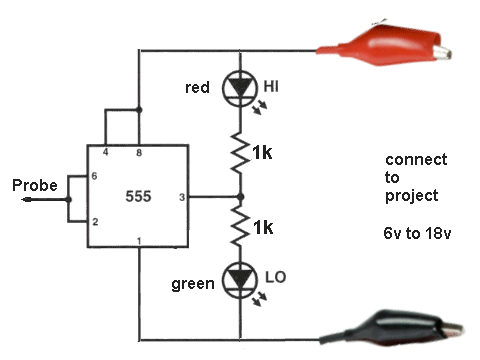 red HI
4 8
1k
6
Probe 555 3
2
1k
1
green LO
connect
to
project
6v to 18v